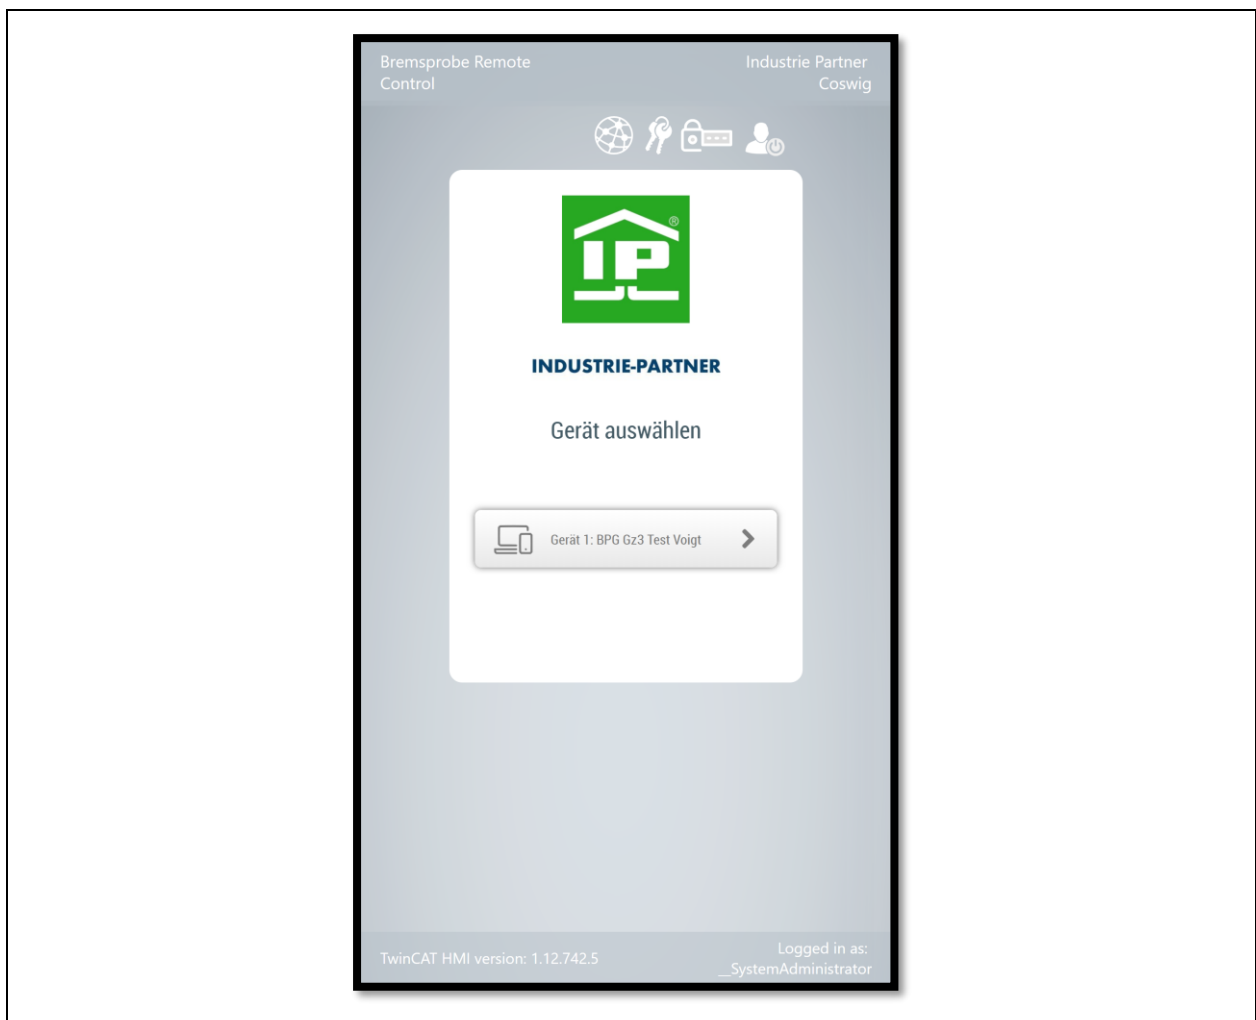 Bremsprobe Remote
Control
Industrie Partner
Coswig
IP
®
INDUSTRIE-PARTNER
Gerät auswählen
Gerät 1: BPG Gz3 Test Voigt
TwinCAT HMI version: 1.12.742.5
Logged in as:
__SystemAdministrator